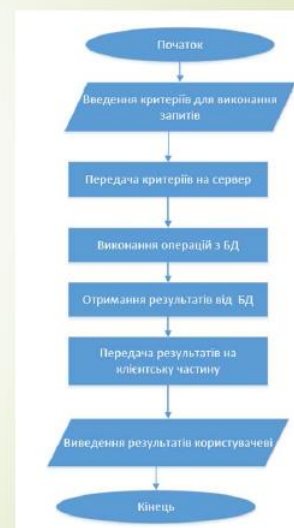 Початок
Введення критеріїв для виконання
запитів
Передача критеріїв на сервер
Виконання операцій з БД
Отримання результатів від БД
Передача результатів на
клієнтську частину
Виведення результатів користувачеві
Кінець